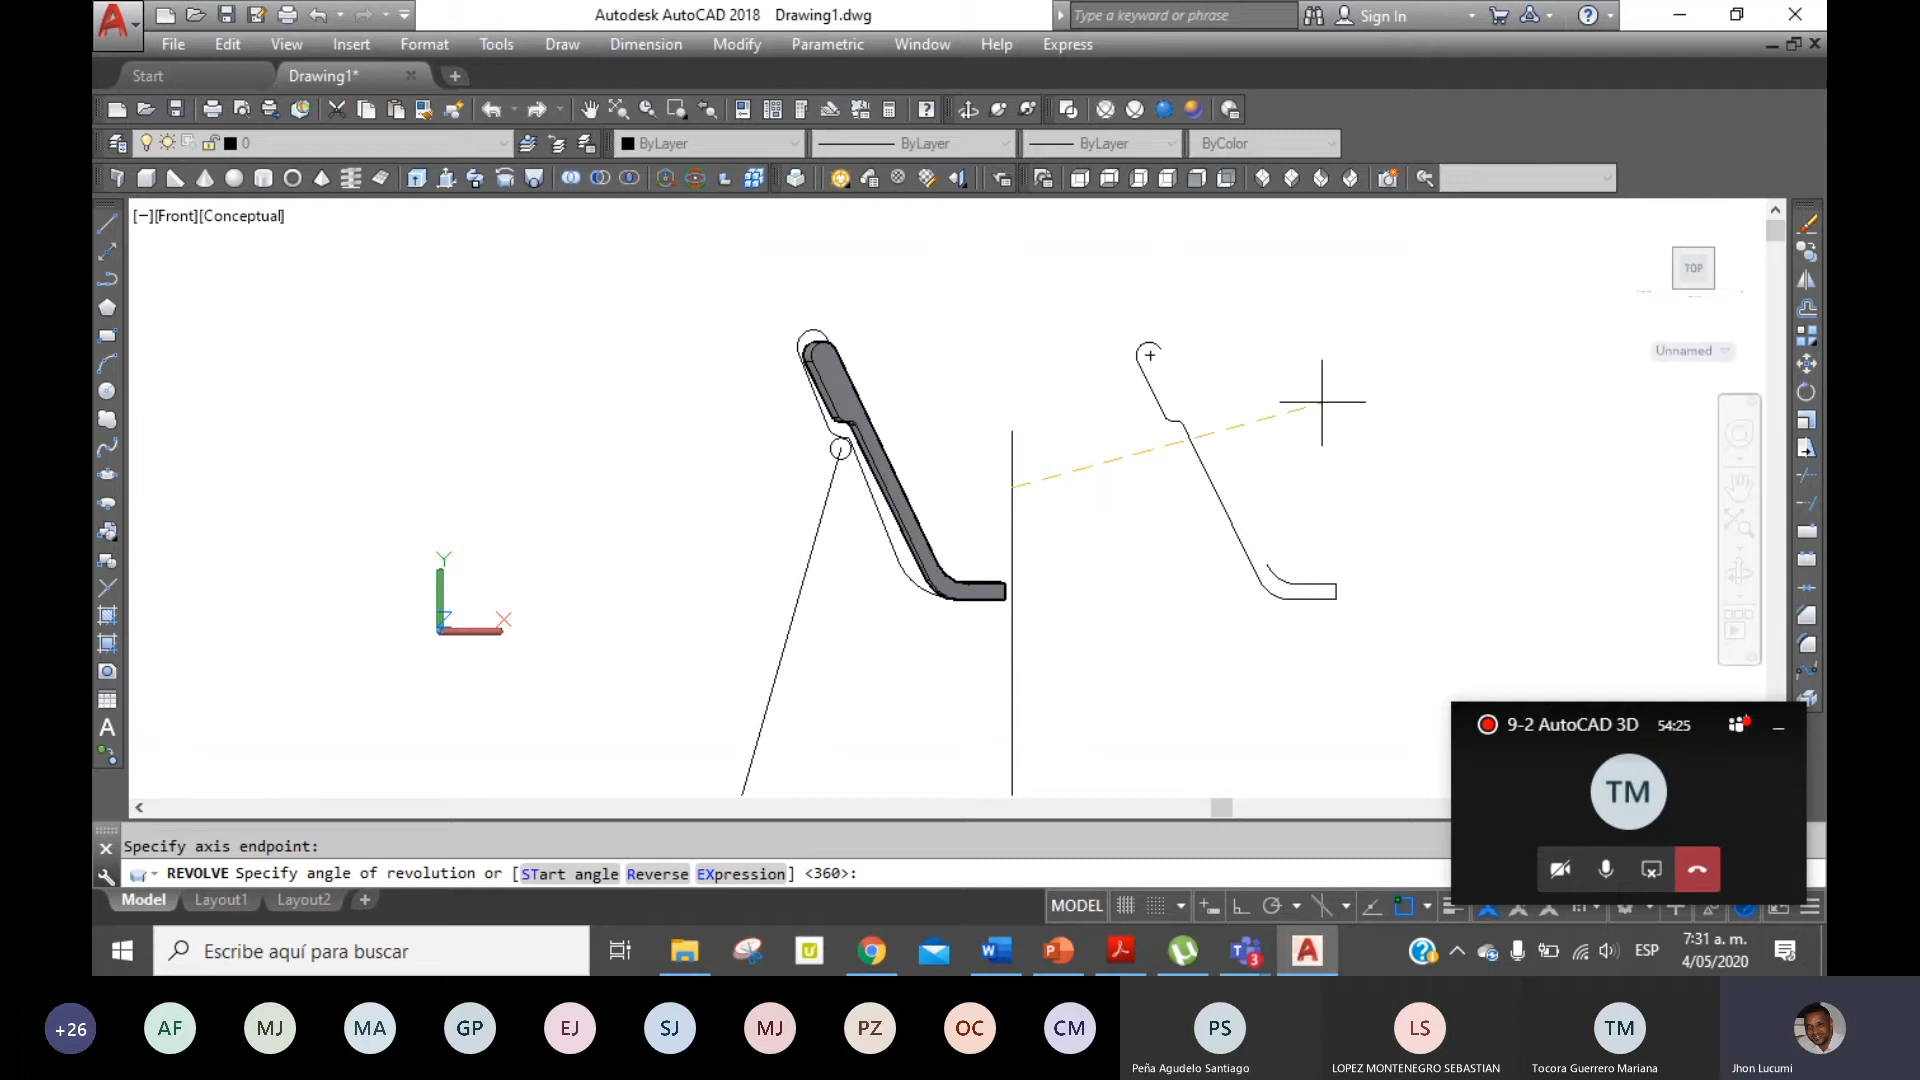 Autodesk AutoCAD 2018 Drawing1.dwg
Type a keyword or phrase
Sign In
File Edit View Insert Format Tools Draw Dimension Modify Parametric Window Help Express
Start Drawing1*
0 ByLayer ByLayer ByLayer ByColor
[−][Front][Conceptual]
TOP
Unnamed
Y
Z
X
9-2 AutoCAD 3D 54:25
TM
Specify axis endpoint:
REVOLVE Specify angle of revolution or [STart angle Reverse EXpression] <360>:
Model Layout1 Layout2
MODEL
Escribe aquí para buscar
3
ESP
7:31 a. m.
4/05/2020
+26 AF MJ MA GP EJ SJ MJ PZ OC CM PS LS TM
Peña Agudelo Santiago LOPEZ MONTENEGRO SEBASTIAN Tocora Guerrero Mariana Jhon Lucumi